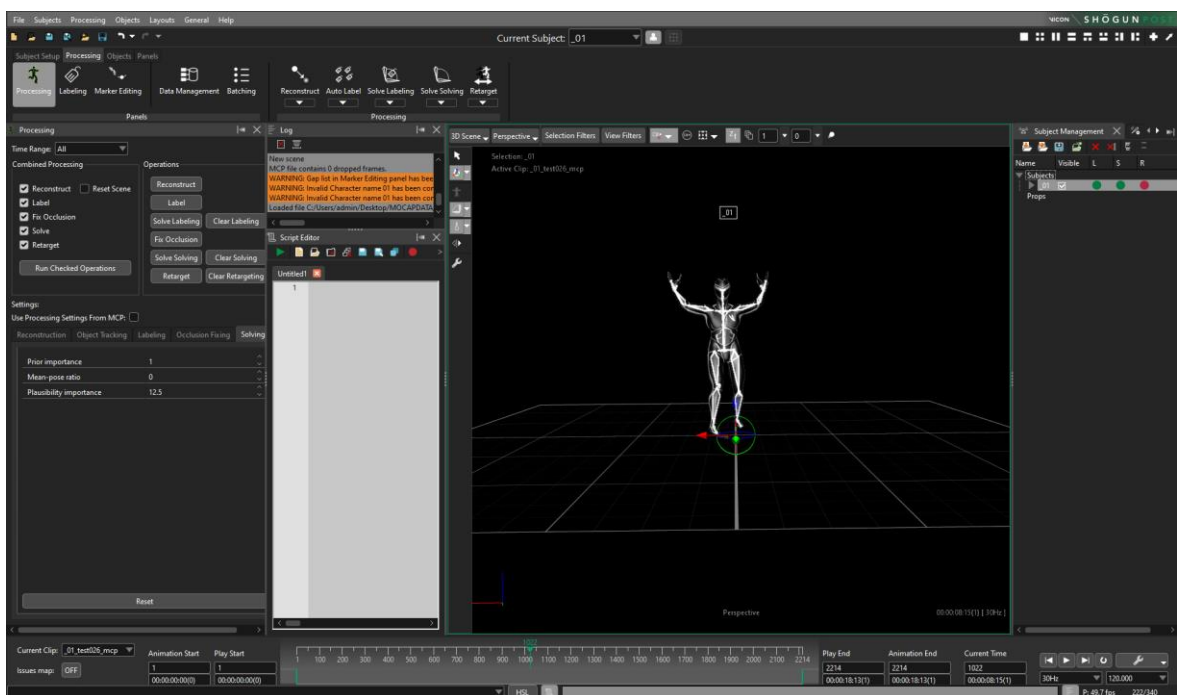 File Subjects Processing Objects Layouts General Help
VICON SHŌGUN POST
Current Subject: _01
Subject Setup Processing Objects Panels
Processing Labeling Marker Editing Data Management Batching
Reconstruct Auto Label Solve Labeling Solve Solving Retarget
Panels
Processing
Processing
Time Range: All
Combined Processing
Operations
Reconstruct Reset Scene
Label
Fix Occlusion
Solve
Retarget
Run Checked Operations
Reconstruct
Label
Solve Labeling Clear Labeling
Fix Occlusion
Solve Solving Clear Solving
Retarget Clear Retargeting
Settings:
Use Processing Settings From MCP:
Reconstruction Object Tracking Labeling Occlusion Fixing Solving
Prior importance 1
Mean-pose ratio 0
Plausibility importance 12.5
Reset
Log
New scene
MCP file contains 0 dropped frames.
WARNING: Gap list in Marker Editing panel has bee
WARNING: Invalid Character name 01 has been cor
WARNING: Invalid Character name 01 has been cor
Loaded file C:/Users/admin/Desktop/MOCAPDATA
Script Editor
Untitled1
1
3D Scene Perspective Selection Filters View Filters 1 0
Selection: _01
Active Clip: _01_test026_mcp
_01
Perspective
00:00:08:15(1) [ 30Hz ]
Subject Management
Name Visible L S R
Subjects
_01
Props
Current Clip: _01_test026_mcp
Issues map: OFF
Animation Start Play Start
1 1
00:00:00:00(0) 00:00:00:00(0)
1022
1 100 200 300 400 500 600 700 800 900 1000 1100 1200 1300 1400 1500 1600 1700 1800 1900 2000 2100 2214
Play End Animation End Current Time
2214 2214 1022
00:00:18:13(1) 00:00:18:13(1) 00:00:08:15(1)
30Hz 120.000
HSL
P: 49.7 fps 222/340